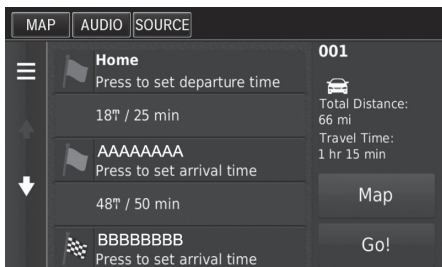 MAP AUDIO SOURCE
Home
Press to set departure time
18 mi / 25 min
AAAAAAAA
Press to set arrival time
48 mi / 50 min
BBBBBBBB
Press to set arrival time
001
Total Distance:
66 mi
Travel Time:
1 hr 15 min
Map
Go!